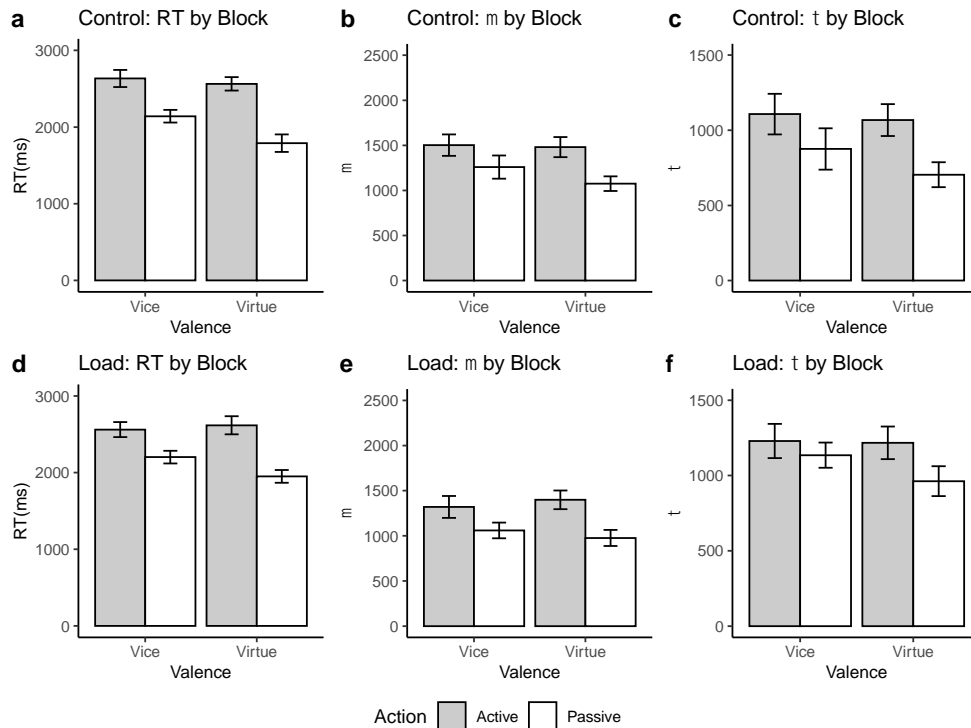 a Control: RT by Block
3000
2000
1000
0
RT(ms)
Vice Virtue
Valence
b Control: m by Block
2500
2000
1500
1000
500
0
m
Vice Virtue
Valence
c Control: t by Block
1500
1000
500
0
t
Vice Virtue
Valence
d Load: RT by Block
3000
2000
1000
0
RT(ms)
Vice Virtue
Valence
e Load: m by Block
2500
2000
1500
1000
500
0
m
Vice Virtue
Valence
f Load: t by Block
1500
1000
500
0
t
Vice Virtue
Valence
Action Active Passive